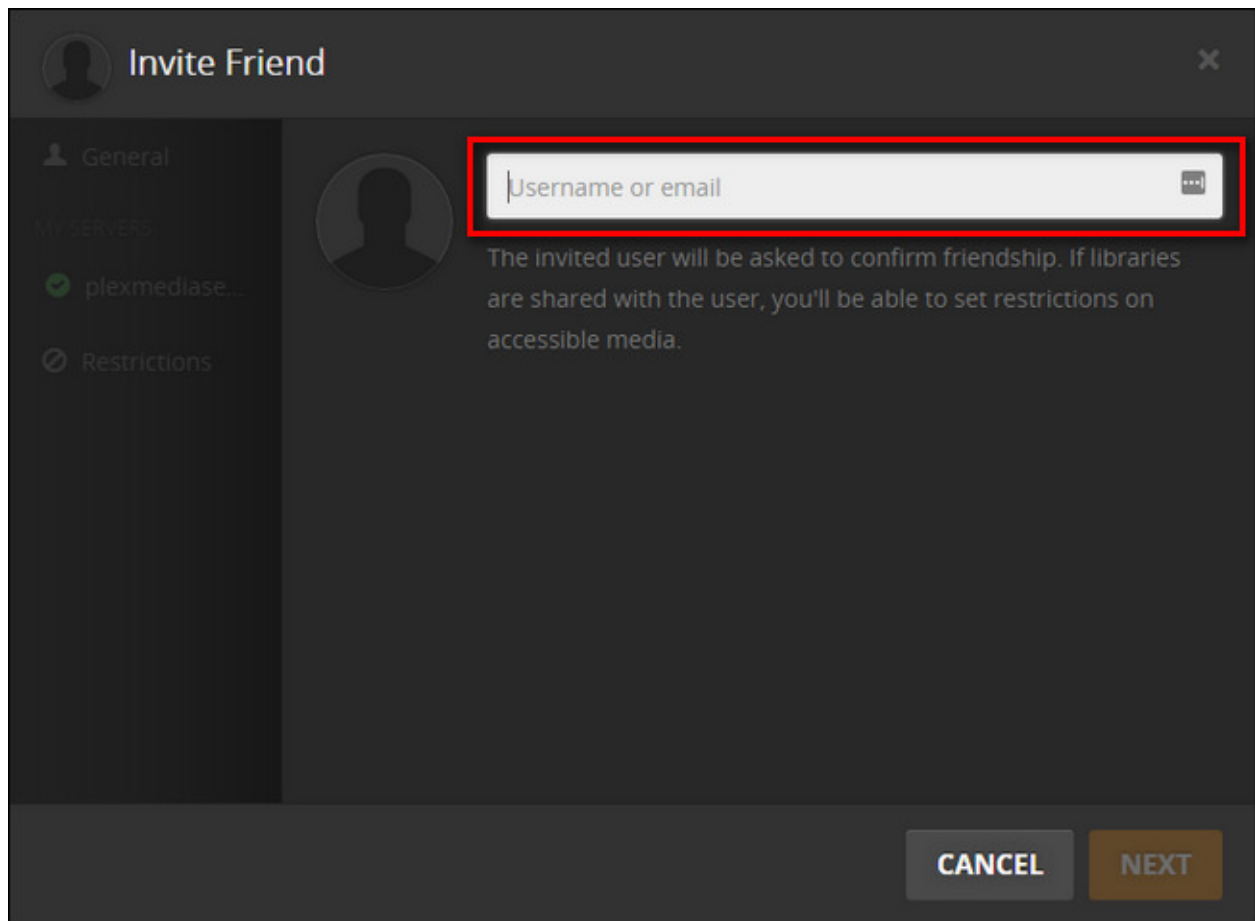 Invite Friend
General
MY SERVERS
plexmediase...
Restrictions
Username or email
The invited user will be asked to confirm friendship. If libraries
are shared with the user, you'll be able to set restrictions on
accessible media.
CANCEL
NEXT